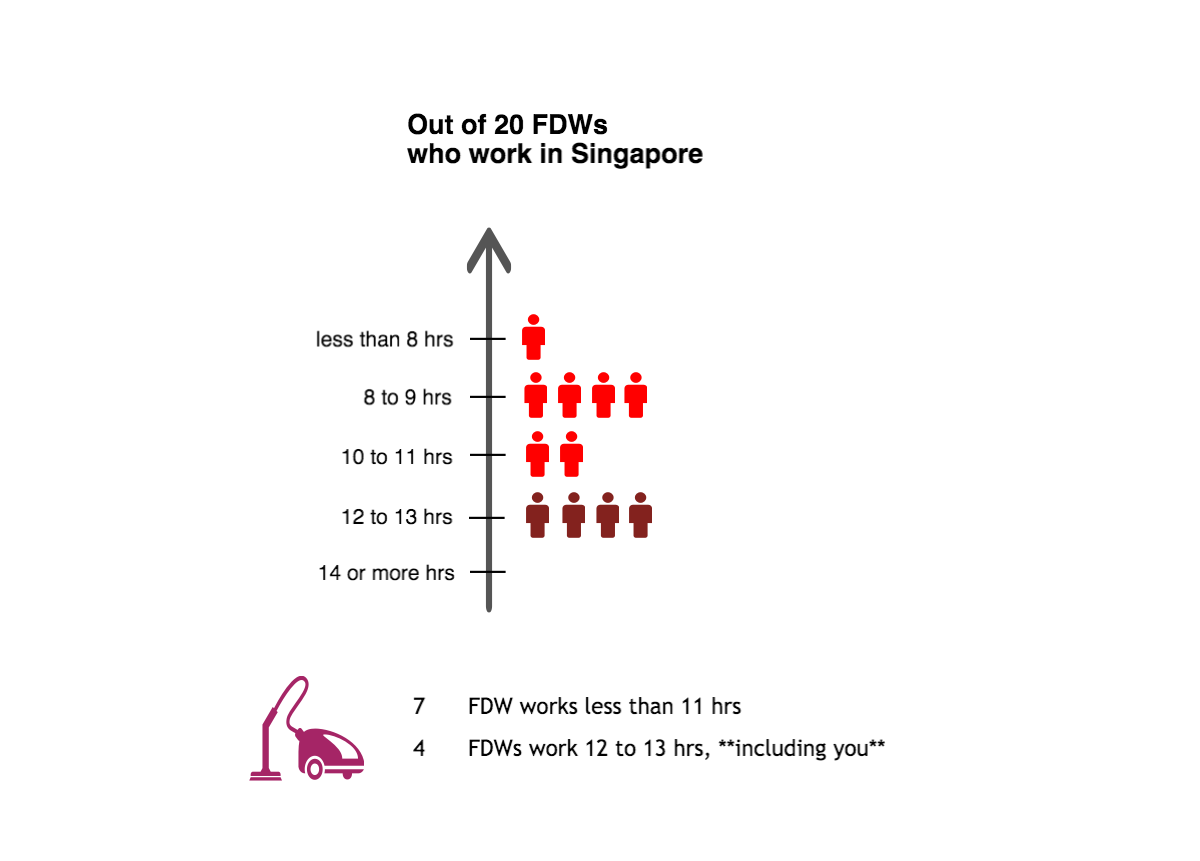 Out of 20 FDWs
who work in Singapore
less than 8 hrs
8 to 9 hrs
10 to 11 hrs
12 to 13 hrs
14 or more hrs
7 FDW works less than 11 hrs
4 FDWs work 12 to 13 hrs, **including you**